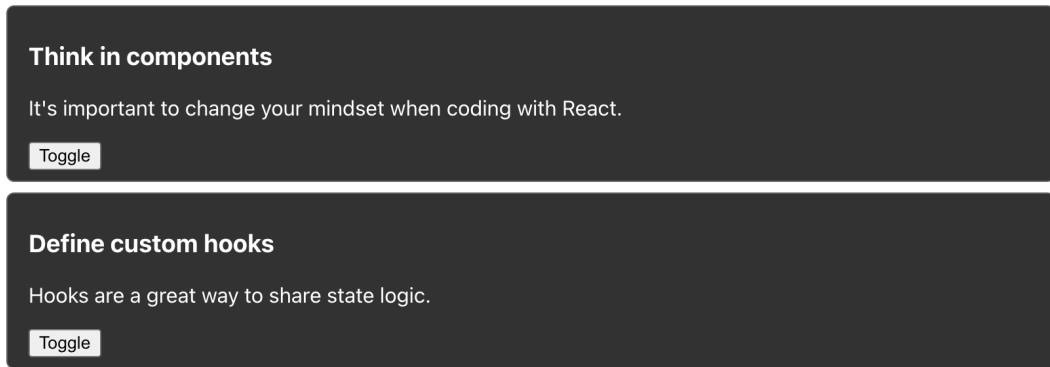 Think in components
It's important to change your mindset when coding with React.
Toggle
Define custom hooks
Hooks are a great way to share state logic.
Toggle